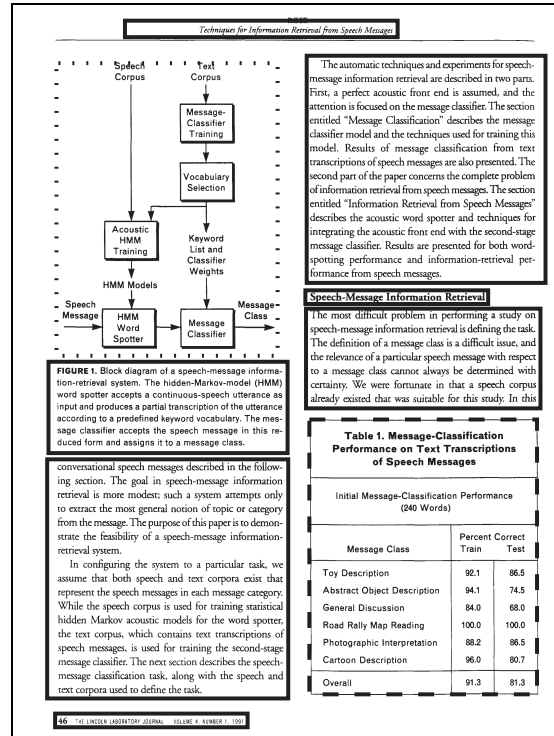 Techniques for Information Retrieval from Speech Messages
Speech
Corpus
Text
Corpus
Message-
Classifier
Training
Vocabulary
Selection
Acoustic
HMM
Training
Keyword
List and
Classifier
Weights
HMM Models
Speech
Message
HMM
Word
Spotter
Message
Classifier
Message-
Class
FIGURE 1. Block diagram of a speech-message informa-
tion-retrieval system. The hidden-Markov-model (HMM)
word spotter accepts a continuous-speech utterance as
input and produces a partial transcription of the utterance
according to a predefined keyword vocabulary. The mes-
sage classifier accepts the speech message in this re-
duced form and assigns it to a message class.
conversational speech messages described in the follow-
ing section. The goal in speech-message information
retrieval is more modest; such a system attempts only
to extract the most general notion of topic or category
from the message. The purpose of this paper is to demon-
strate the feasibility of a speech-message information-
retrieval system.
In configuring the system to a particular task, we
assume that both speech and text corpora exist that
represent the speech messages in each message category.
While the speech corpus is used for training statistical
hidden Markov acoustic models for the word spotter,
the text corpus, which contains text transcriptions of
speech messages, is used for training the second-stage
message classifier. The next section describes the speech-
message classification task, along with the speech and
text corpora used to define the task.
The automatic techniques and experiments for speech-
message information retrieval are described in two parts.
First, a perfect acoustic front end is assumed, and the
attention is focused on the message classifier. The section
entitled "Message Classification" describes the message
classifier model and the techniques used for training this
model. Results of message classification from text
transcriptions of speech messages are also presented. The
second part of the paper concerns the complete problem
of information retrieval from speech messages. The section
entitled "Information Retrieval from Speech Messages"
describes the acoustic word spotter and techniques for
integrating the acoustic front end with the second-stage
message classifier. Results are presented for both word-
spotting performance and information-retrieval per-
formance from speech messages.
Speech-Message Information Retrieval
The most difficult problem in performing a study on
speech-message information retrieval is defining the task.
The definition of a message class is a difficult issue, and
the relevance of a particular speech message with respect
to a message class cannot always be determined with
certainty. We were fortunate in that a speech corpus
already existed that was suitable for this study. In this
Table 1. Message-Classification
Performance on Text Transcriptions
of Speech Messages
Initial Message-Classification Performance
(240 Words)
Percent Correct
Message Class Train Test
Toy Description 92.1 86.5
Abstract Object Description 94.1 74.5
General Discussion 84.0 68.0
Road Rally Map Reading 100.0 100.0
Photographic Interpretation 88.2 86.5
Cartoon Description 96.0 80.7
Overall 91.3 81.3
46 THE LINCOLN LABORATORY JOURNAL VOLUME 4, NUMBER 1, 1991